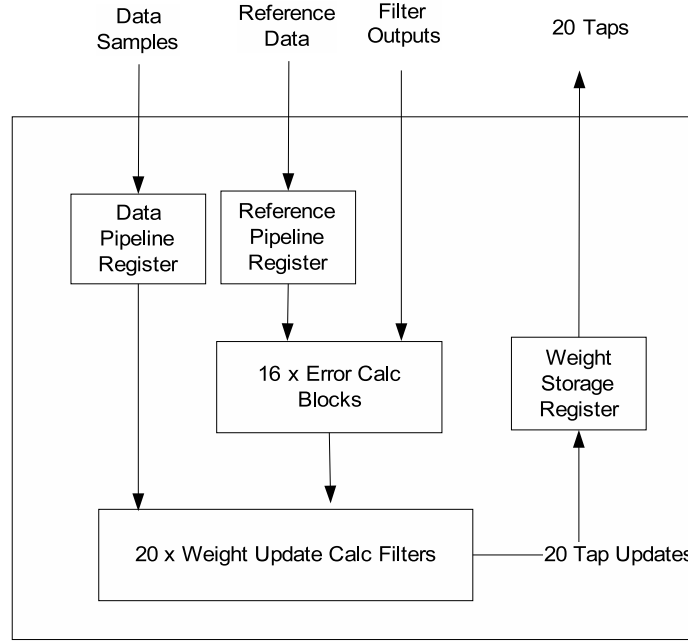 Data
Samples
Reference
Data
Filter
Outputs
20 Taps
Data
Pipeline
Register
Reference
Pipeline
Register
16 x Error Calc
Blocks
Weight
Storage
Register
20 x Weight Update Calc Filters
20 Tap Updates